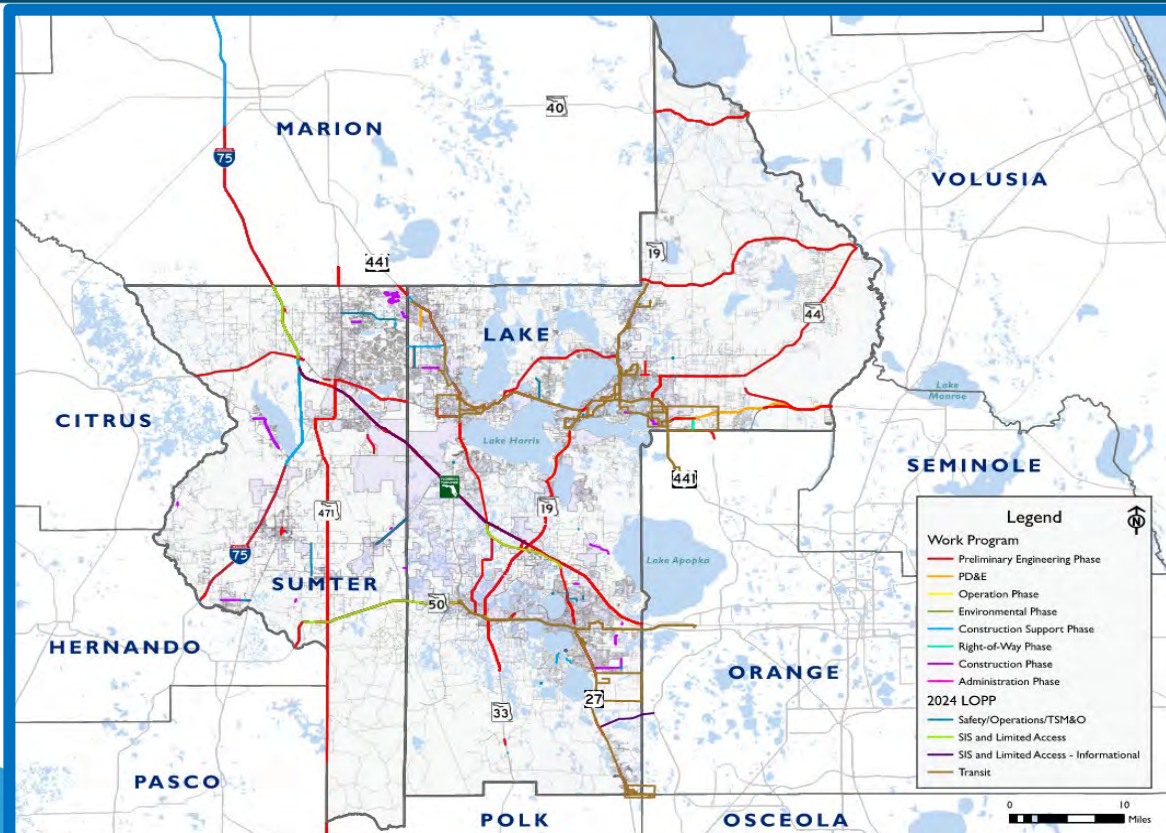 40
MARION
75
VOLUSIA
19
441
44
LAKE
Lake Monroe
CITRUS
Lake Harris
SEMINOLE
441
471
19
75
Lake Apopka
SUMTER
50
HERNANDO
ORANGE
27
33
PASCO
POLK
OSCEOLA
Legend
N
Work Program
Preliminary Engineering Phase
PD&E
Operation Phase
Environmental Phase
Construction Support Phase
Right-of-Way Phase
Construction Phase
Administration Phase
2024 LOPP
Safety/Operations/TSM&O
SIS and Limited Access
SIS and Limited Access - Informational
Transit
0 10
Miles